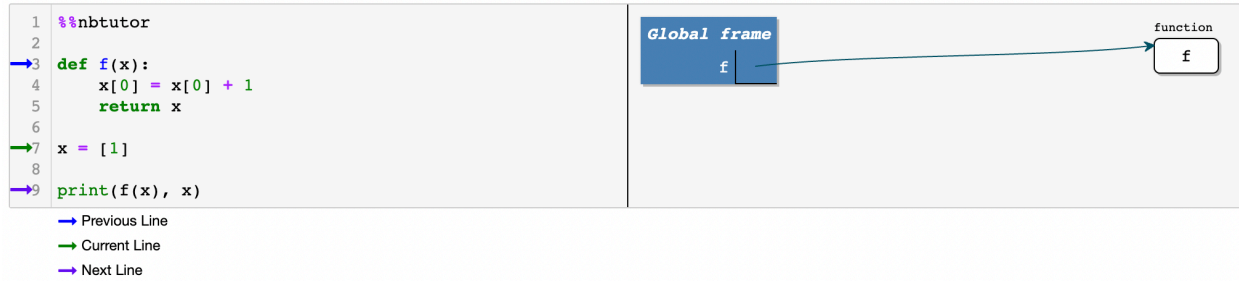 1 %%nbtutor
2
3 def f(x):
4     x[0] = x[0] + 1
5     return x
6
7 x = [1]
8
9 print(f(x), x)
Previous Line
Current Line
Next Line
Global frame
f
function
f